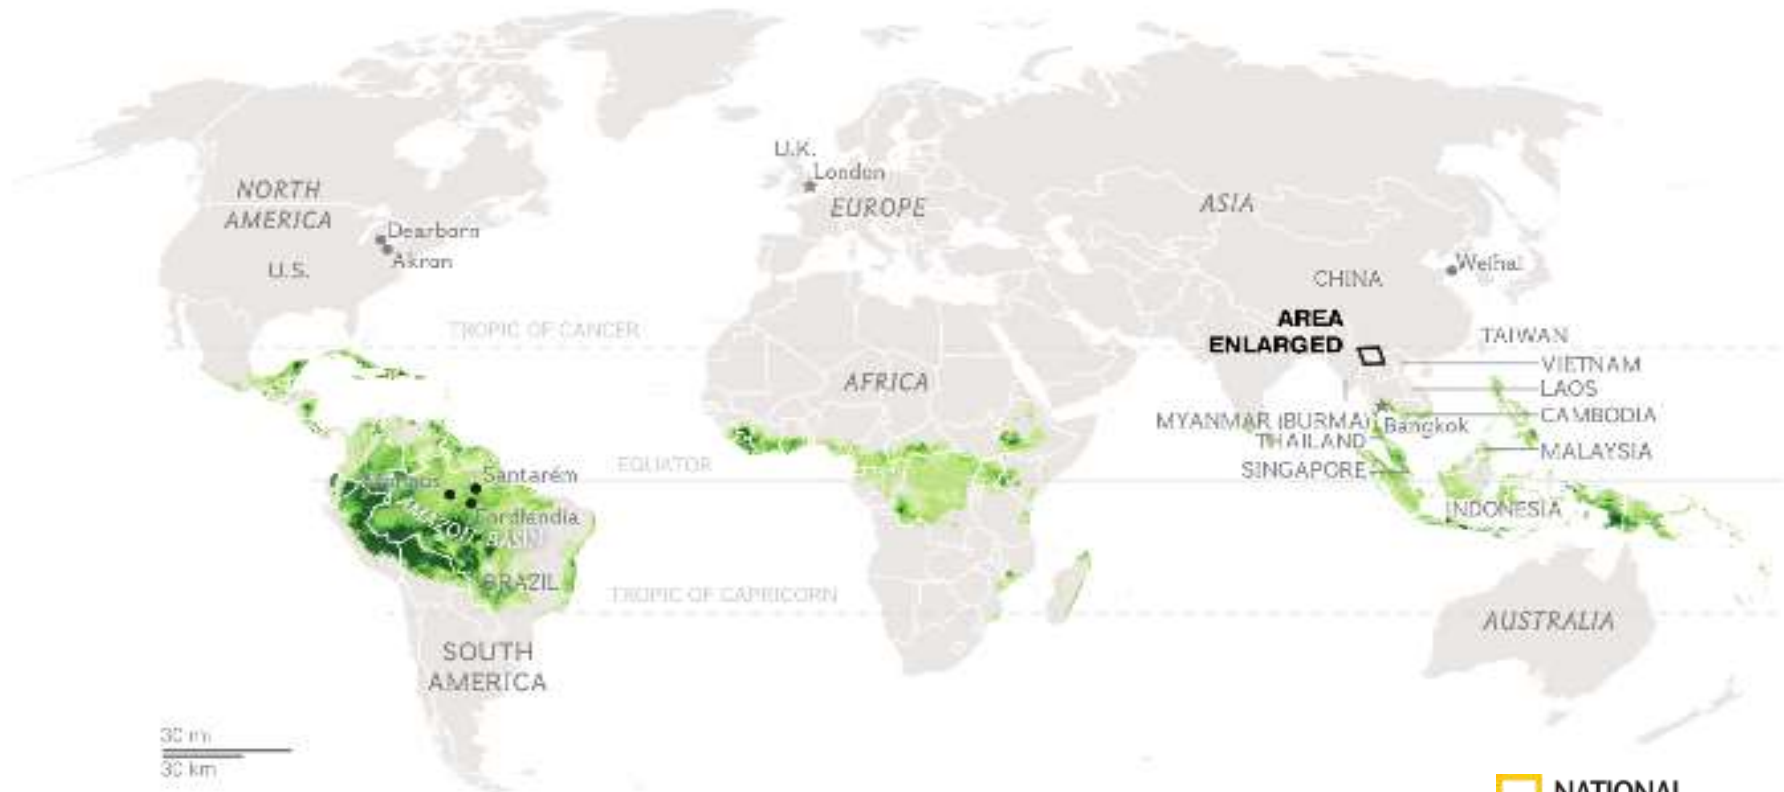 U.K.
London
NORTH
AMERICA
EUROPE
ASIA
Dearborn
Akron
U.S.
CHINA
Weihai
AREA
ENLARGED
TROPIC OF CANCER
TAIWAN
VIETNAM
AFRICA
LAOS
MYANMAR (BURMA)
CAMBODIA
Bangkok
THAILAND
MALAYSIA
EQUATOR
SINGAPORE
Santarém
Fordlandia
INDONESIA
AMAZON BASIN
BRAZIL
TROPIC OF CAPRICORN
AUSTRALIA
SOUTH
AMERICA
30 mi
30 km
NATIONAL